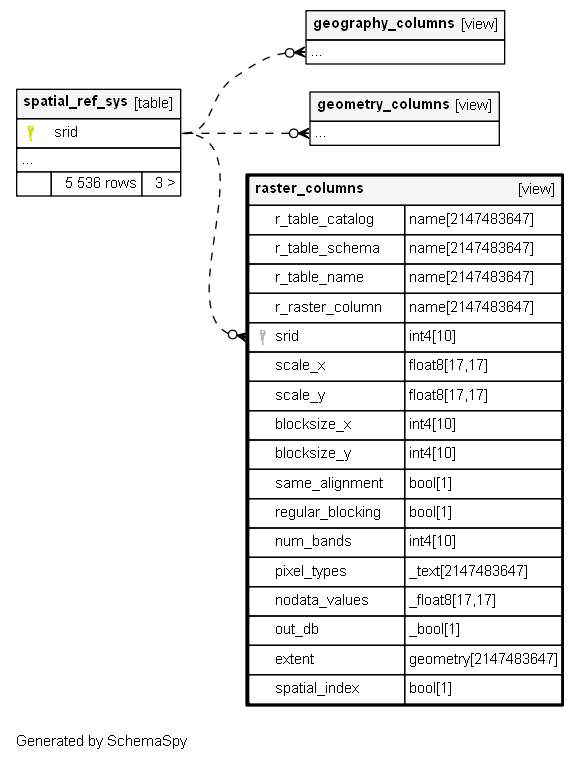 geography_columns [view]
...
spatial_ref_sys [table]
srid
...
5 536 rows 3 >
geometry_columns [view]
...
raster_columns [view]
r_table_catalog name[2147483647]
r_table_schema name[2147483647]
r_table_name name[2147483647]
r_raster_column name[2147483647]
srid int4[10]
scale_x float8[17,17]
scale_y float8[17,17]
blocksize_x int4[10]
blocksize_y int4[10]
same_alignment bool[1]
regular_blocking bool[1]
num_bands int4[10]
pixel_types _text[2147483647]
nodata_values _float8[17,17]
out_db _bool[1]
extent geometry[2147483647]
spatial_index bool[1]
Generated by SchemaSpy